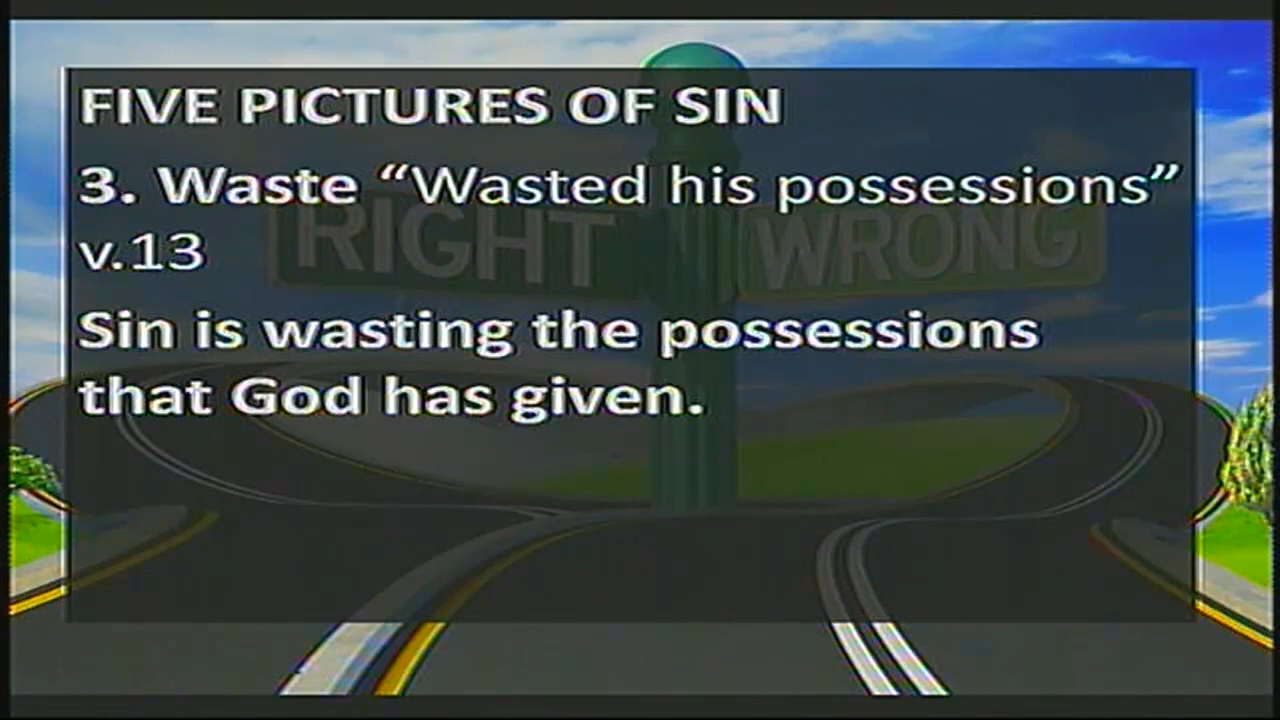 FIVE PICTURES OF SIN
3. Waste “Wasted his possessions”
v.13
RIGHT WRONG
Sin is wasting the possessions
that God has given.